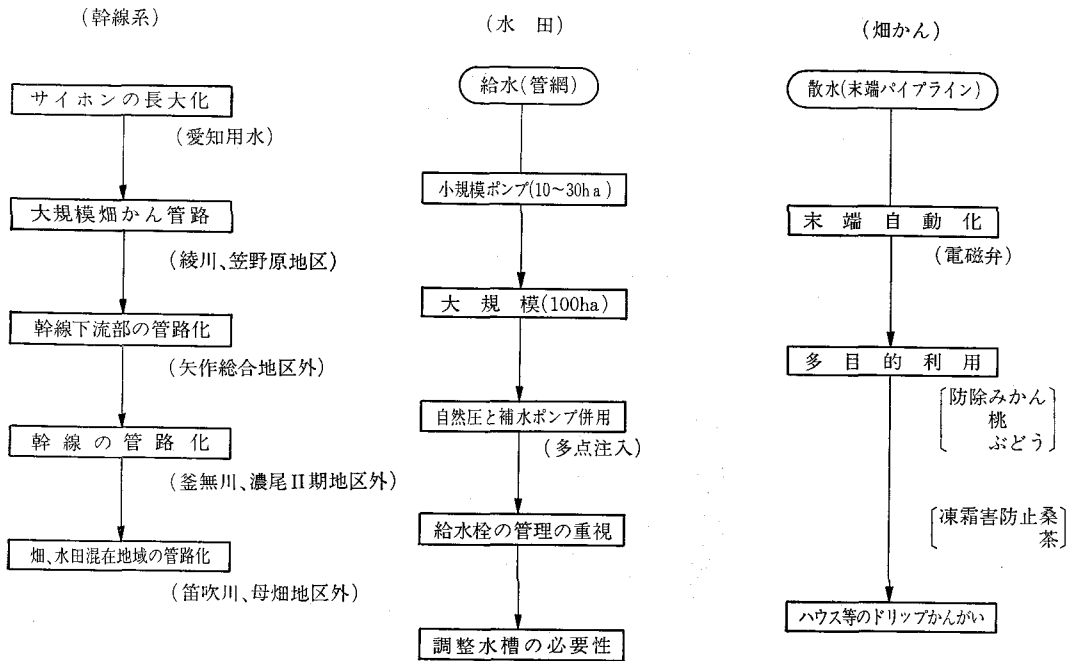 (幹線系)
サイホンの長大化
(愛知用水)
大規模畑かん管路
(綾川、笠野原地区)
幹線下流部の管路化
(矢作総合地区外)
幹線の管路化
(釜無川、濃尾II期地区外)
畑、水田混在地域の管路化
(笛吹川、母畑地区外)
(水 田)
給水(管網)
小規模ポンプ(10~30ha)
大規模(100ha)
自然圧と補水ポンプ併用
(多点注入)
給水栓の管理の重視
調整水槽の必要性
(畑かん)
散水(末端パイプライン)
末端自動化
(電磁弁)
多目的利用
防除みかん
桃
ぶどう
凍霜害防止桑
茶
ハウス等のドリップかんがい